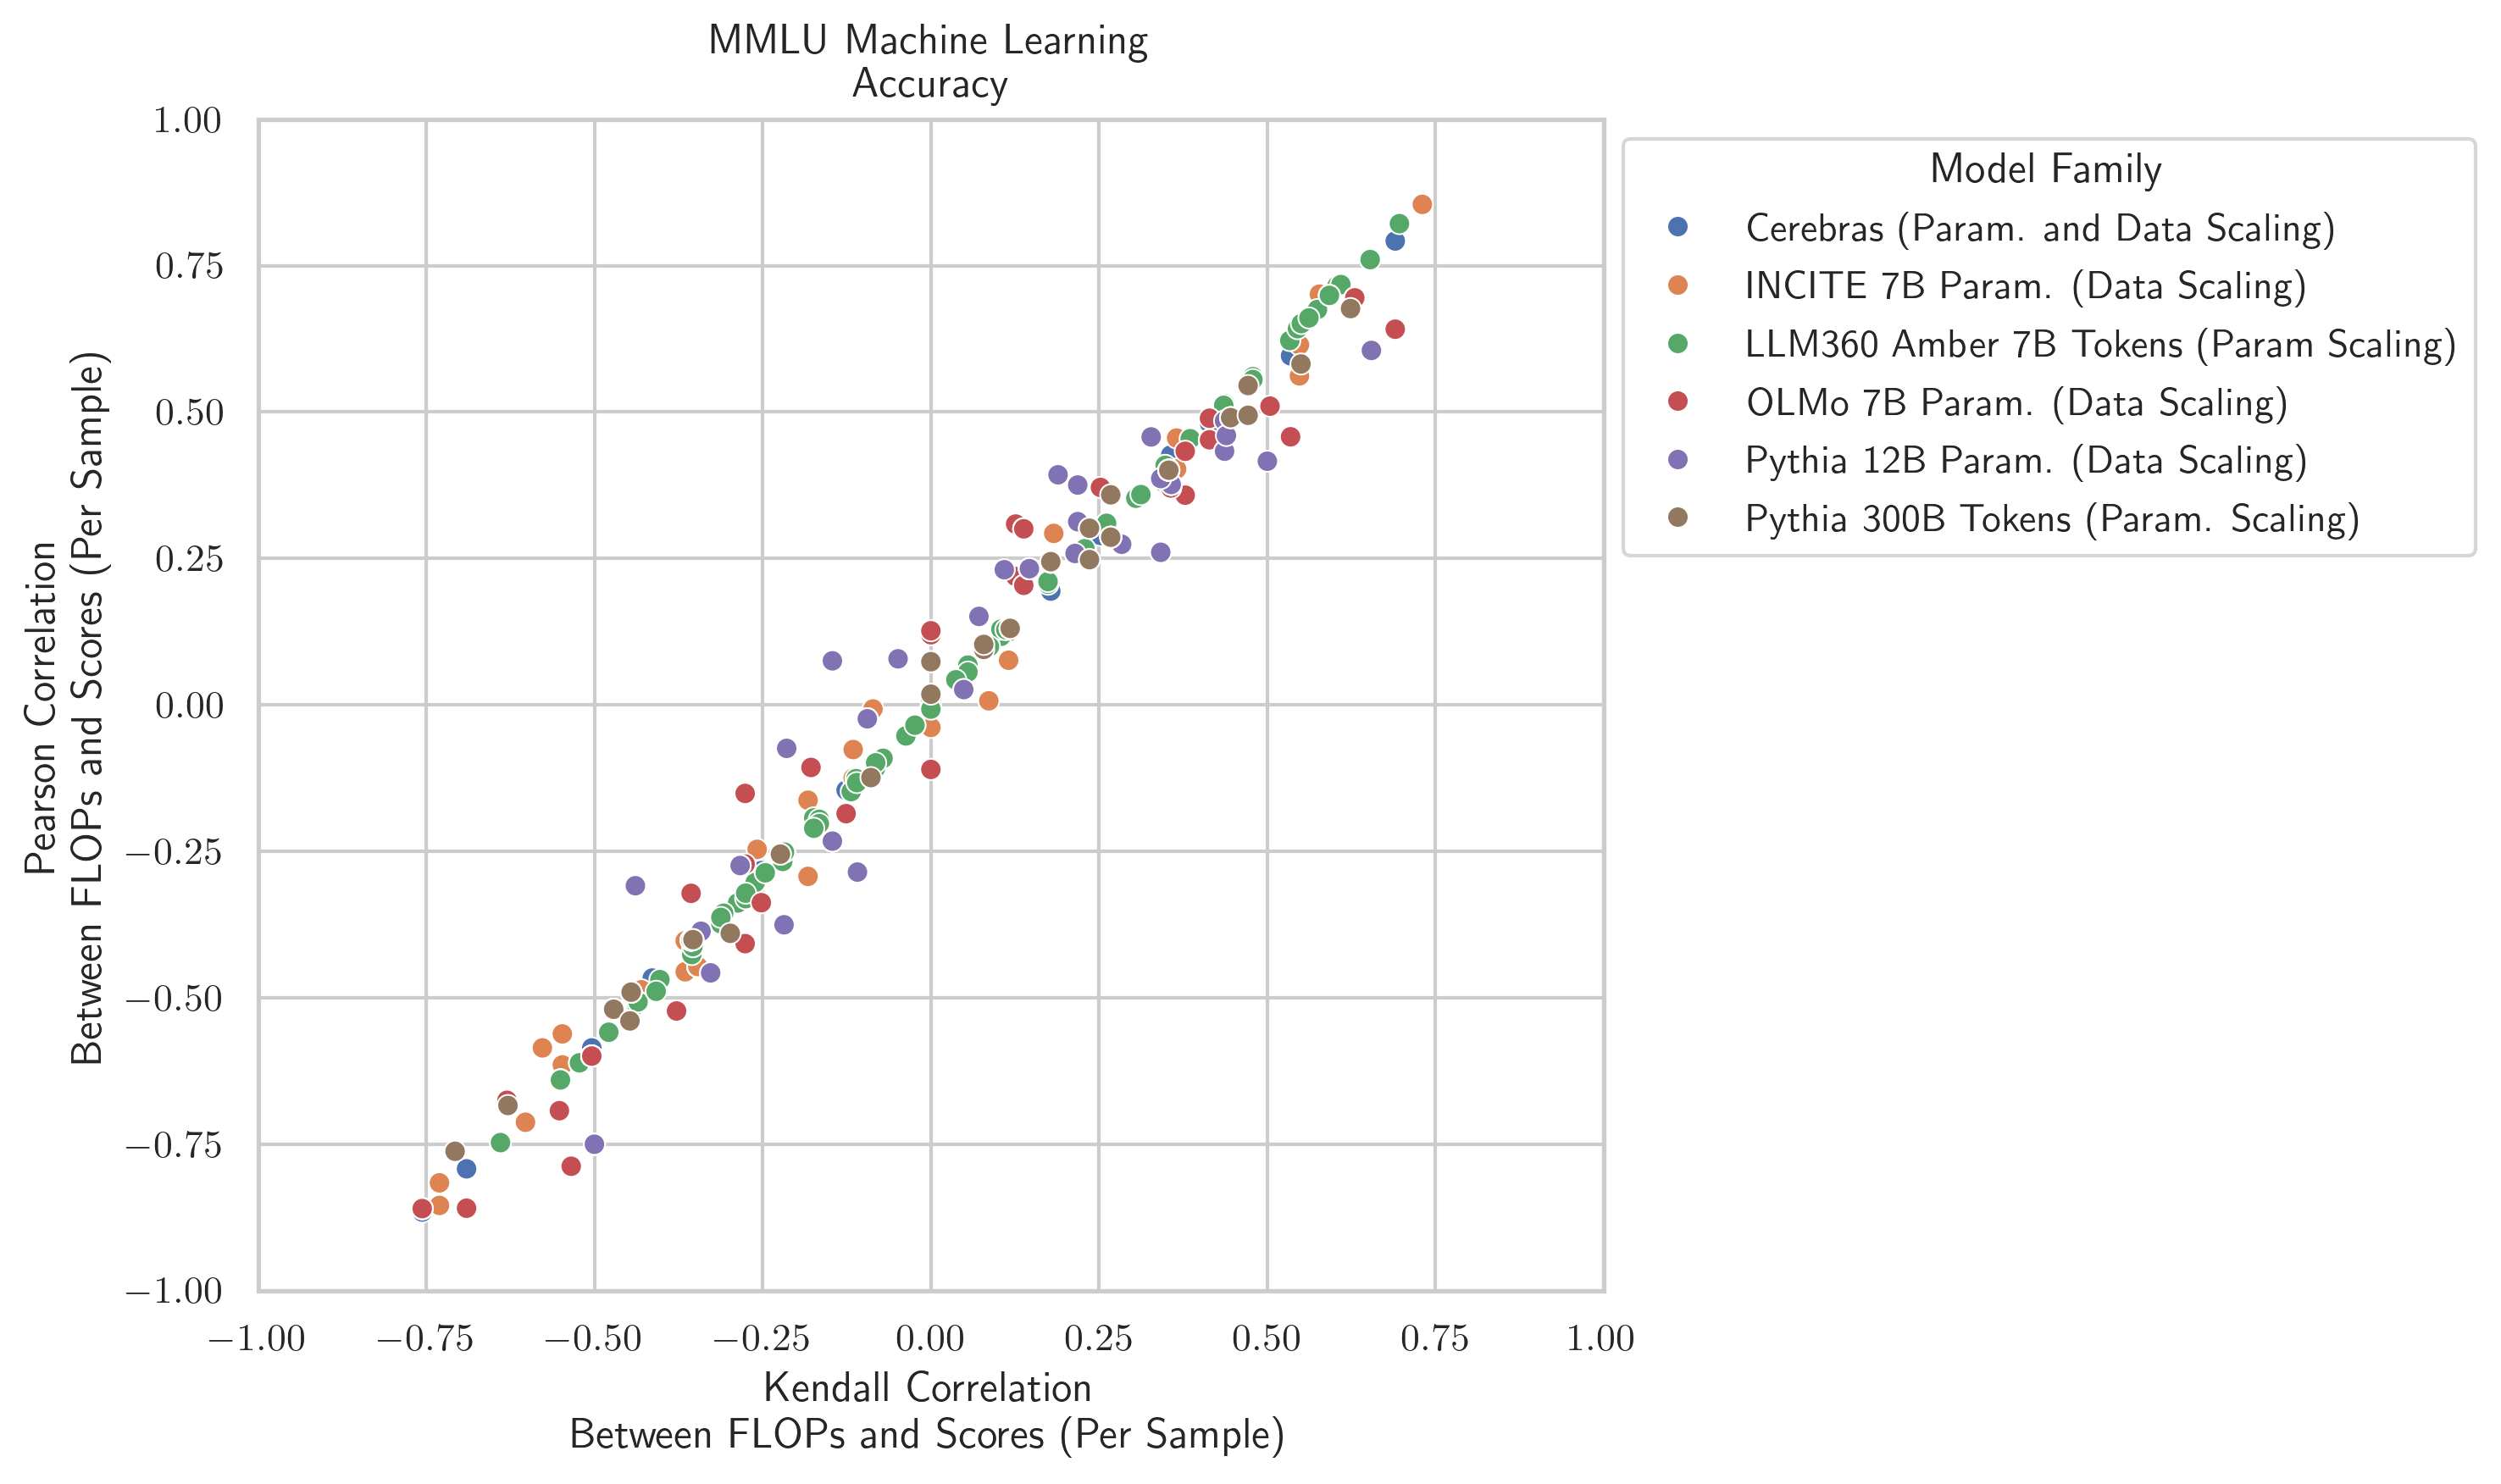 MMLU Machine Learning
Accuracy
Pearson Correlation
Between FLOPs and Scores (Per Sample)
1.00
0.75
0.50
0.25
0.00
−0.25
−0.50
−0.75
−1.00
−1.00
−0.75
−0.50
−0.25
0.00
0.25
0.50
0.75
1.00
Kendall Correlation
Between FLOPs and Scores (Per Sample)
Model Family
Cerebras (Param. and Data Scaling)
INCITE 7B Param. (Data Scaling)
LLM360 Amber 7B Tokens (Param Scaling)
OLMo 7B Param. (Data Scaling)
Pythia 12B Param. (Data Scaling)
Pythia 300B Tokens (Param. Scaling)